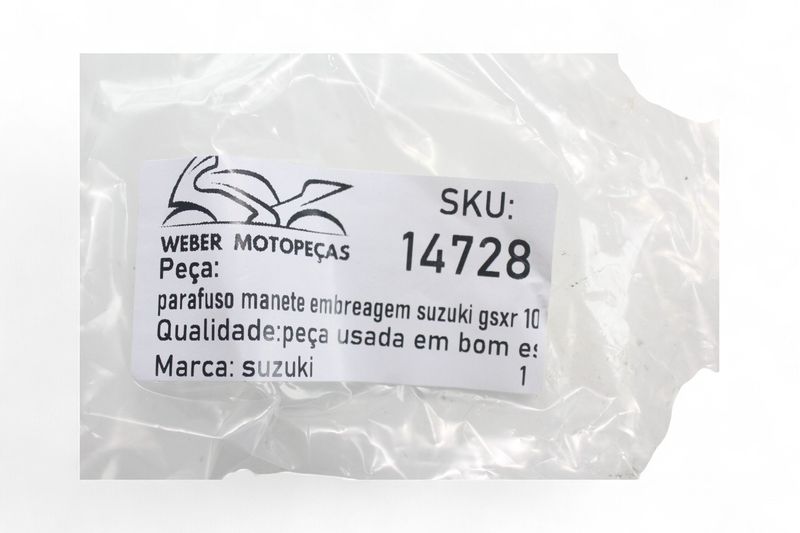 SKU:
14728
WEBER MOTOPEÇAS
Peça:
parafuso manete embreagem suzuki gsxr 10
Qualidade:peça usada em bom es
Marca: suzuki
1